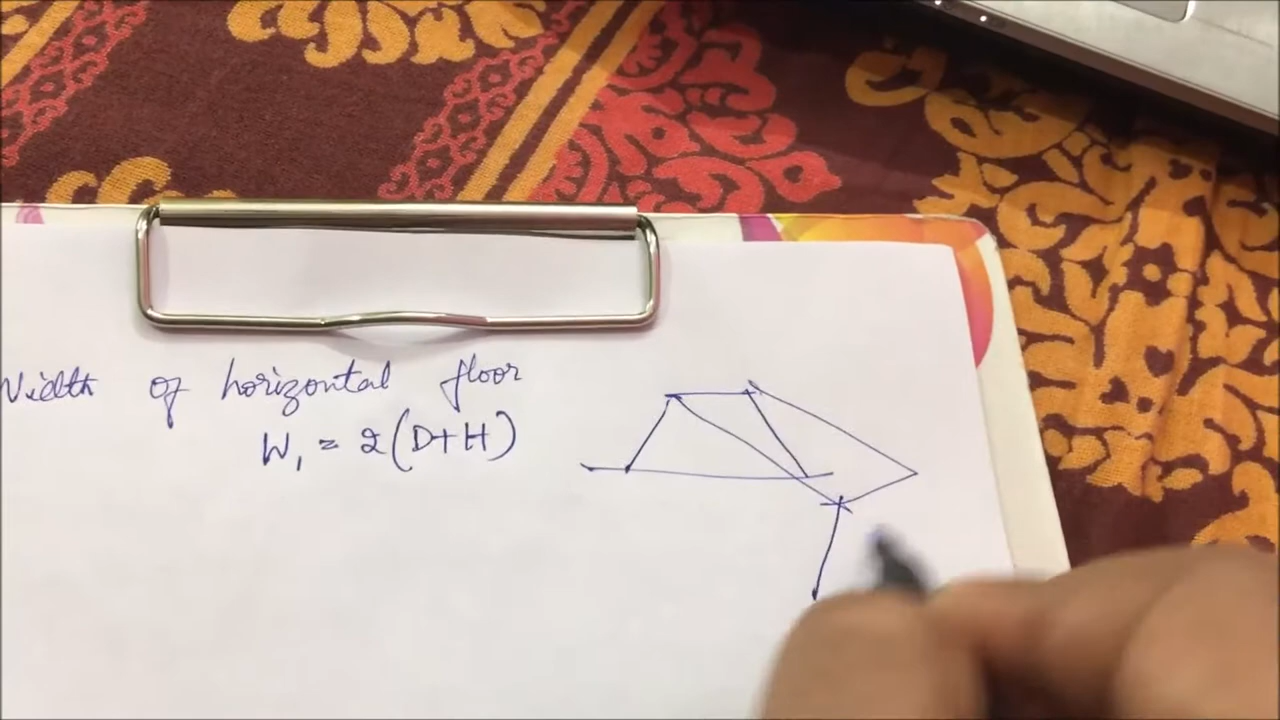 Width of horizontal floor
W₁ = 2(D+H)